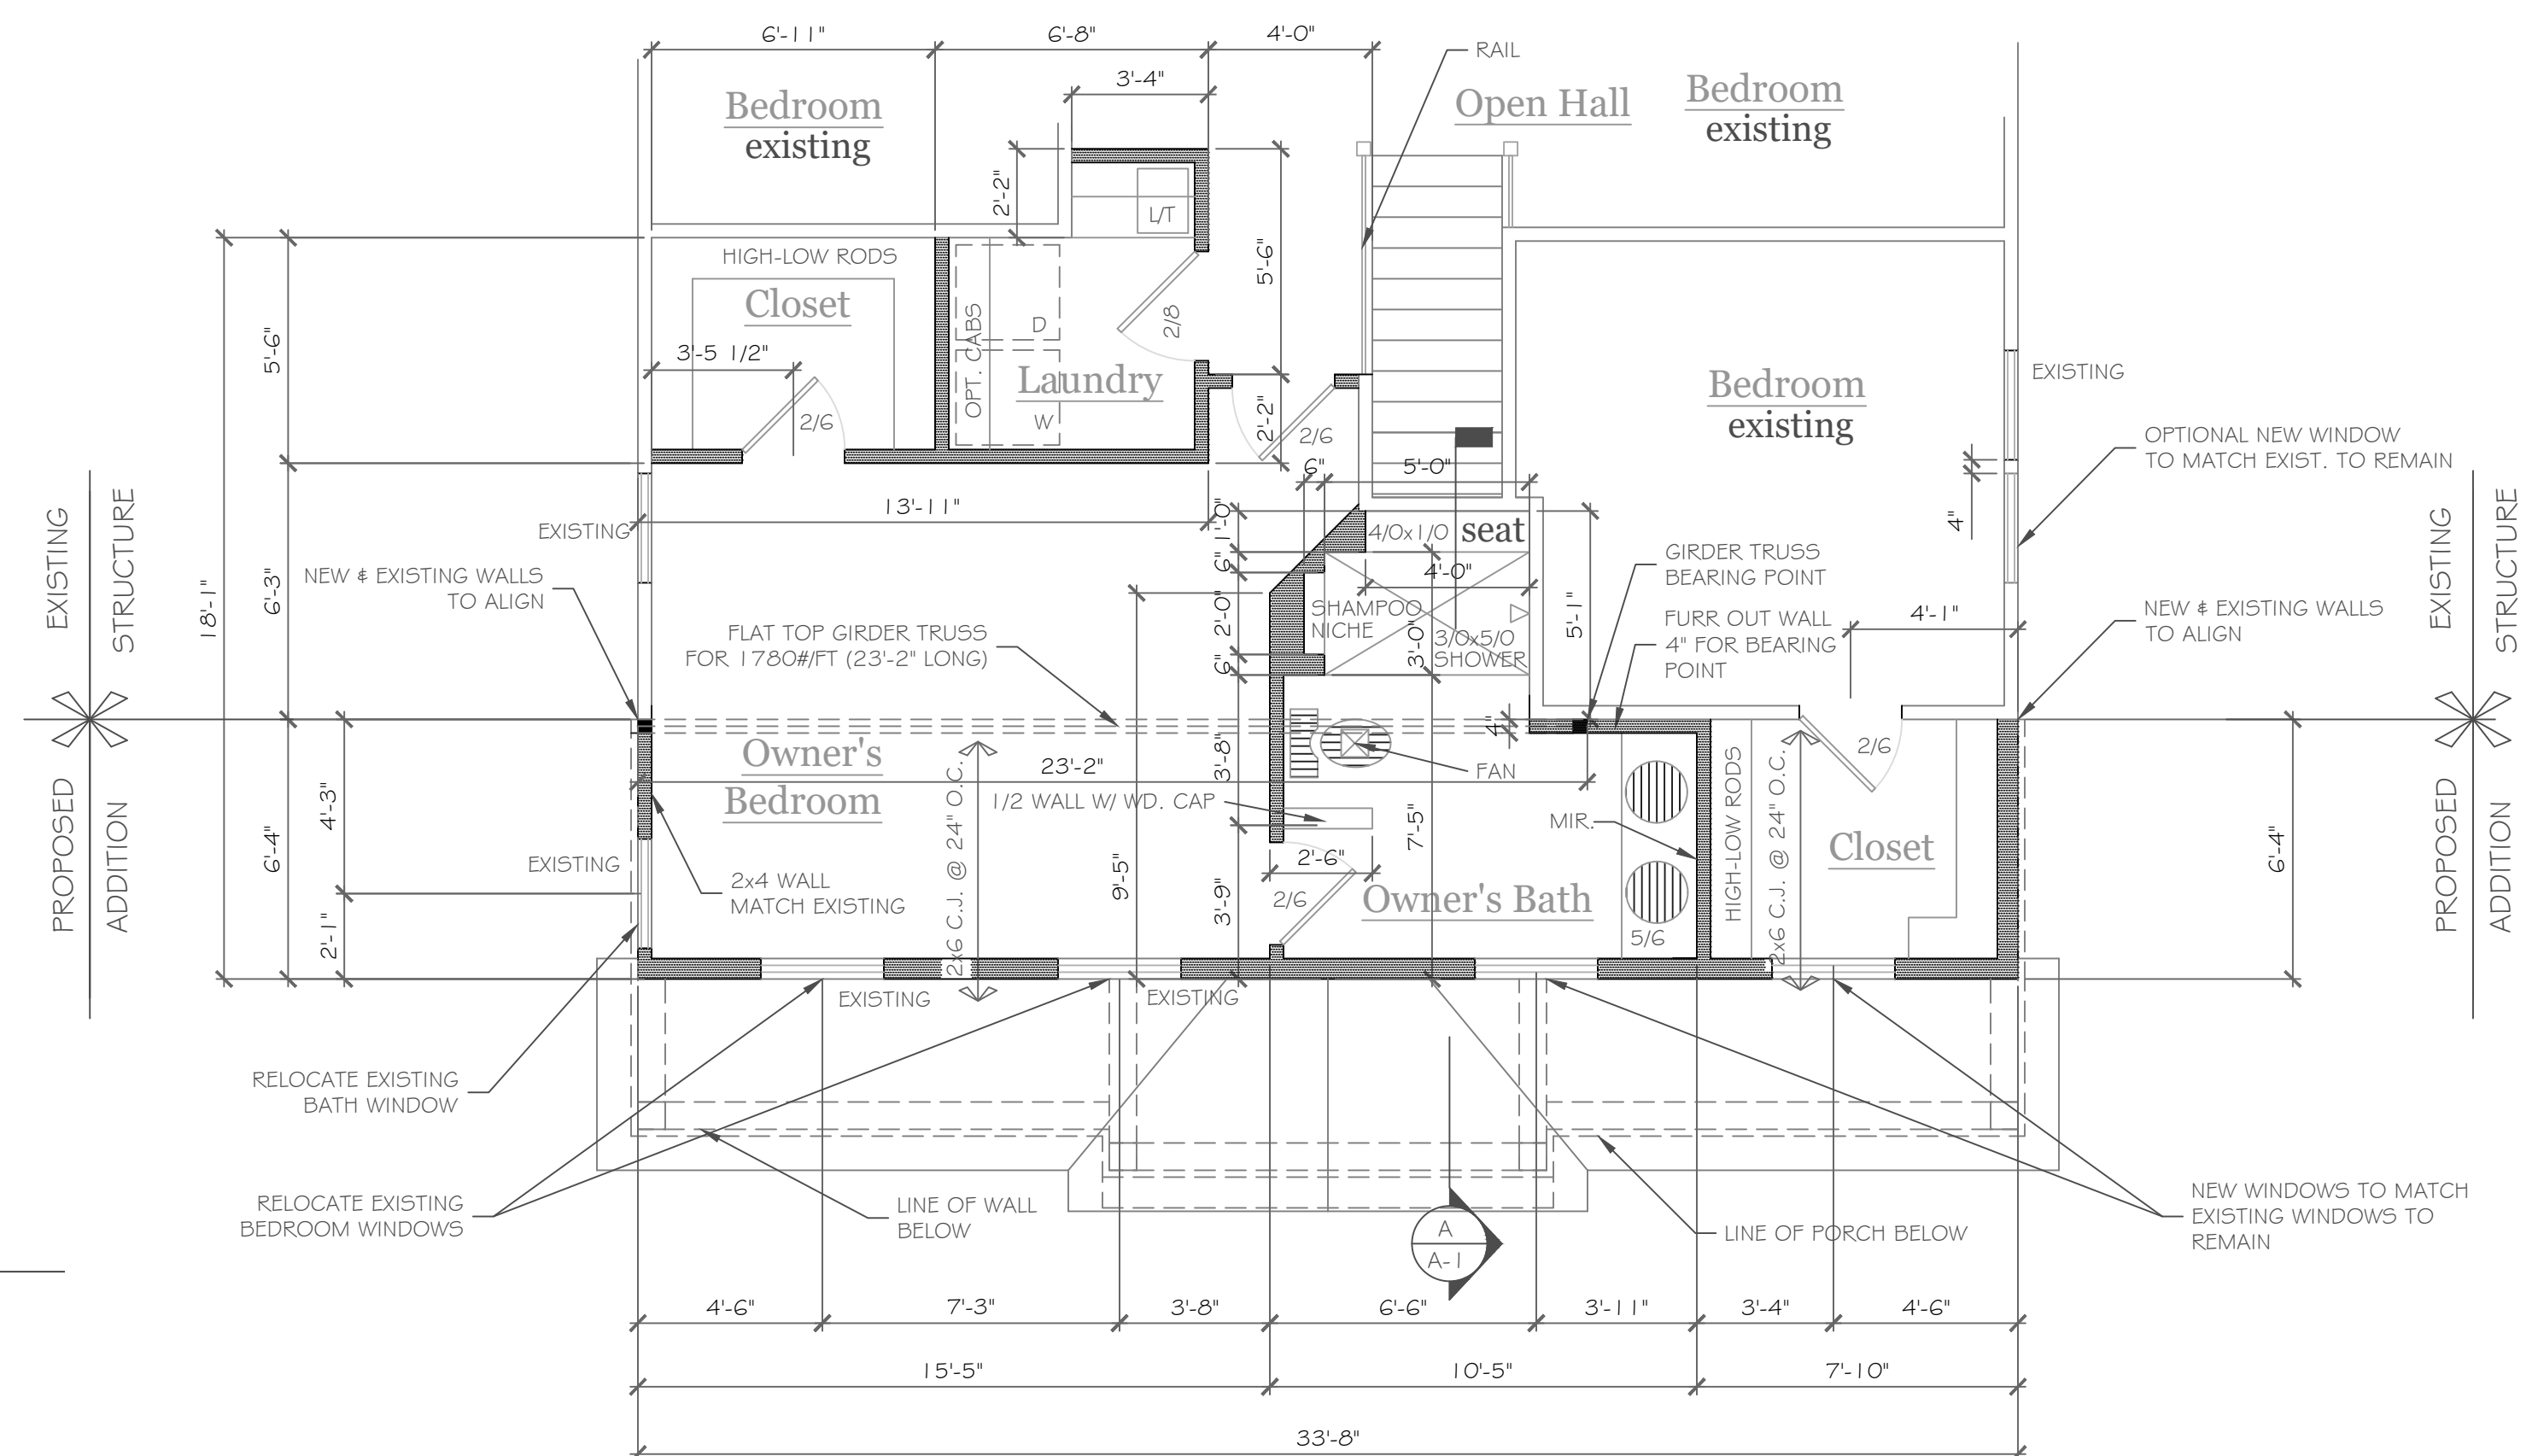 6'-11"
6'-8"
4'-0"
RAIL
3'-4"
Bedroom
existing
Open Hall
Bedroom
existing
2'-2"
L/T
5'-6"
HIGH-LOW RODS
Closet
3'-5 1/2"
2/6
OPT. CABS
D
W
2/8
Laundry
2'-2"
2/6
5'-6"
18'-1"
6'-3"
6'-4"
4'-3"
2'-1"
Bedroom
existing
EXISTING
OPTIONAL NEW WINDOW
TO MATCH EXIST. TO REMAIN
4"
6"
5'-0"
13'-11"
EXISTING
1'-0"
6"
2'-0"
6"
4/0x1/0
seat
4'-0"
SHAMPOO
NICHE
3'-0"
3/0x5/0
SHOWER
5'-1"
GIRDER TRUSS
BEARING POINT
FURR OUT WALL
4" FOR BEARING
POINT
4'-1"
EXISTING
STRUCTURE
PROPOSED
ADDITION
NEW & EXISTING WALLS
TO ALIGN
FLAT TOP GIRDER TRUSS
FOR 1780#/FT (23'-2" LONG)
NEW & EXISTING WALLS
TO ALIGN
EXISTING
STRUCTURE
PROPOSED
ADDITION
4"
Owner's
Bedroom
23'-2"
2x6 C.J. @ 24" O.C.
1/2 WALL W/ WD. CAP
3'-8"
FAN
9'-5"
3'-9"
2'-6"
2/6
7'-5"
Owner's Bath
MIR.
5/6
HIGH-LOW RODS
2x6 C.J. @ 24" O.C.
2/6
Closet
6'-4"
EXISTING
2x4 WALL
MATCH EXISTING
EXISTING
EXISTING
RELOCATE EXISTING
BATH WINDOW
RELOCATE EXISTING
BEDROOM WINDOWS
LINE OF WALL
BELOW
A
A-1
LINE OF PORCH BELOW
NEW WINDOWS TO MATCH
EXISTING WINDOWS TO
REMAIN
4'-6"
7'-3"
3'-8"
6'-6"
3'-11"
3'-4"
4'-6"
15'-5"
10'-5"
7'-10"
33'-8"